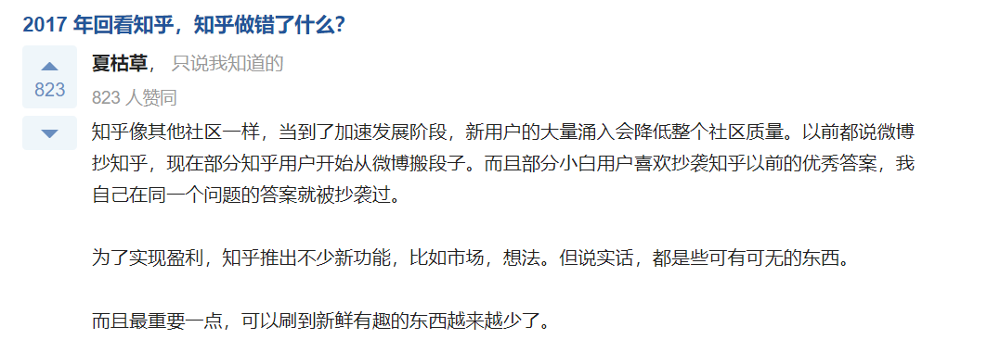 2017 年回看知乎，知乎做错了什么？
夏枯草， 只说我知道的
823
823 人赞同
知乎像其他社区一样，当到了加速发展阶段，新用户的大量涌入会降低整个社区质量。以前都说微博
抄知乎，现在部分知乎用户开始从微博搬段子。而且部分小白用户喜欢抄袭知乎以前的优秀答案，我
自己在同一个问题的答案就被抄袭过。
为了实现盈利，知乎推出不少新功能，比如市场，想法。但说实话，都是些可有可无的东西。
而且最重要一点，可以刷到新鲜有趣的东西越来越少了。